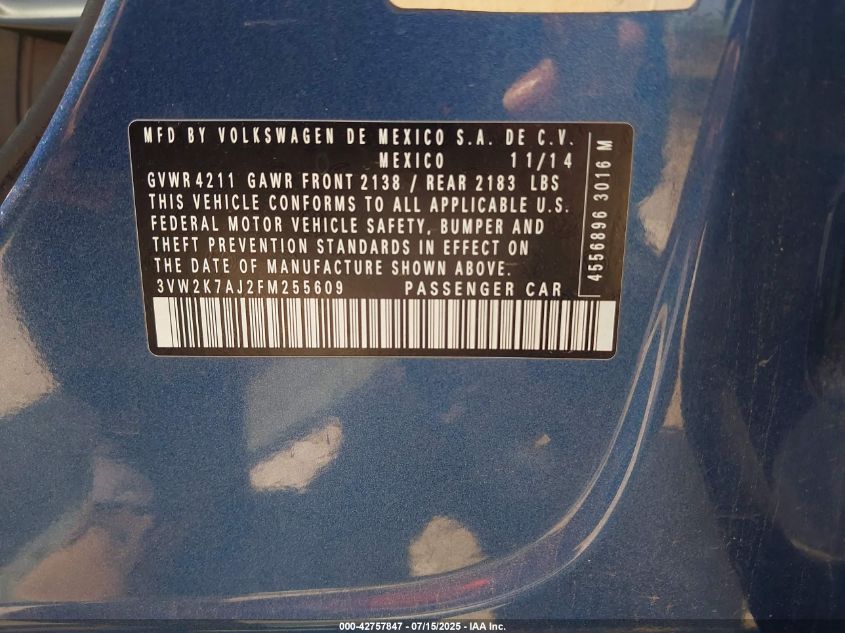 MFD BY VOLKSWAGEN DE MEXICO S.A. DE C.V.
MEXICO 11/14
GVWR 4211 GAWR FRONT 2138 / REAR 2183 LBS
THIS VEHICLE CONFORMS TO ALL APPLICABLE U.S.
FEDERAL MOTOR VEHICLE SAFETY, BUMPER AND
THEFT PREVENTION STANDARDS IN EFFECT ON
THE DATE OF MANUFACTURE SHOWN ABOVE.
3VW2K7AJ2FM255609 PASSENGER CAR
4556896 3016 M
000-42757847 - 07/15/2025 - IAA Inc.